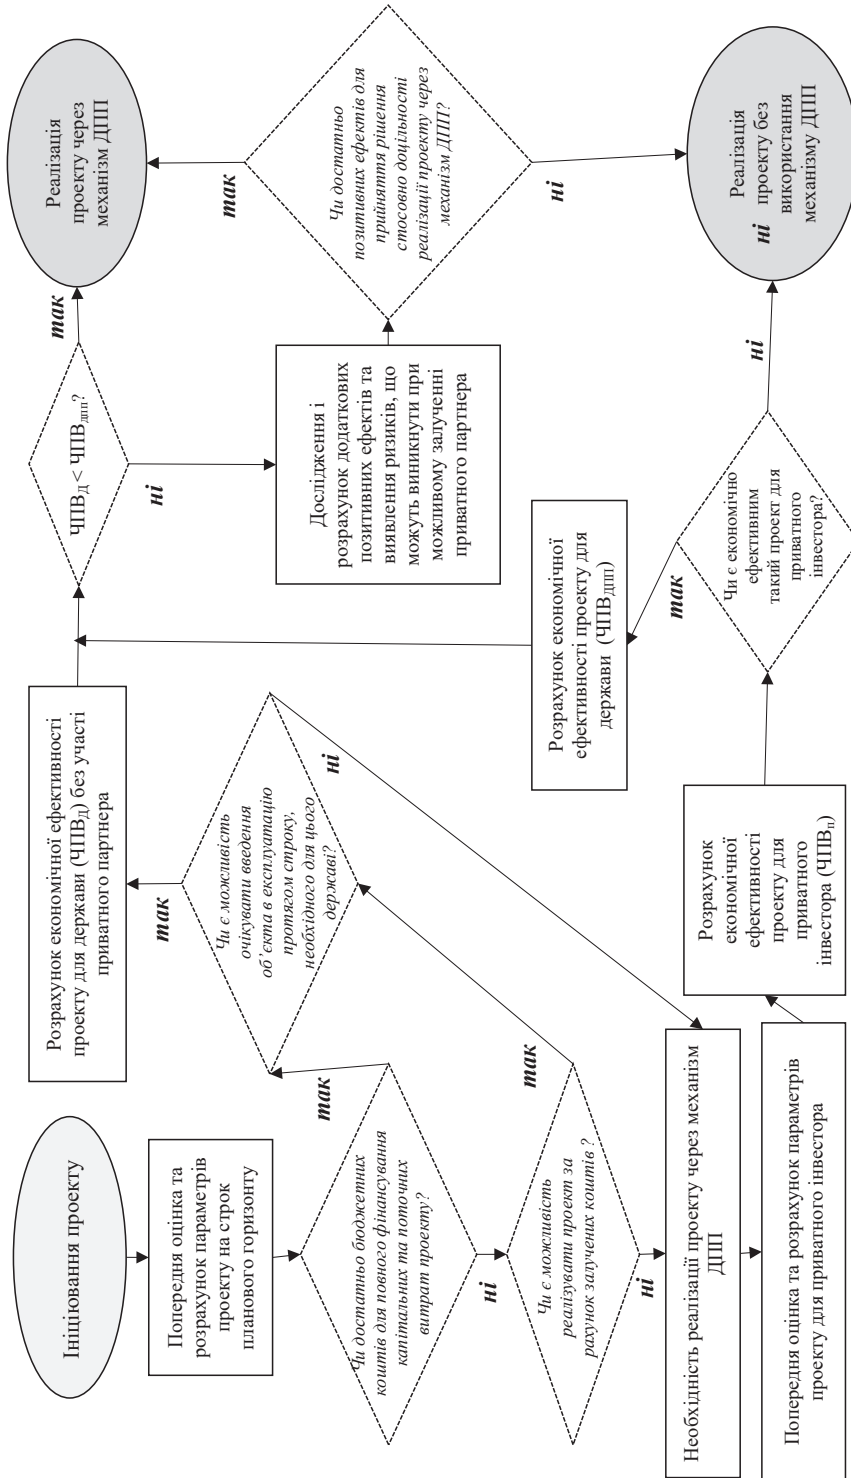 Ініціювання проекту
Попередня оцінка та
розрахунок параметрів
проекту на строк
планового горизонту
Чи достатньо бюджетних
коштів для повного фінансування
капітальних та поточних
витрат проекту?
так
ні
Чи є можливість
реалізувати проект за
рахунок залучених коштів ?
так
ні
Необхідність реалізації проекту через механізм
ДПП
Попередня оцінка та розрахунок параметрів
проекту для приватного інвестора
Розрахунок економічної ефективності
проекту для держави (ЧПВД) без участі
приватного партнера
Чи є можливість
очікувати введення
об’єкта в експлуатацію
протягом строку,
необхідного для цього
державі?
так
ні
Розрахунок
економічної
ефективності
проекту для
приватного
інвестора (ЧПВп)
ЧПВД < ЧПВДПП?
так
ні
Дослідження і
розрахунок додаткових
позитивних ефектів та
виявлення ризиків, що
можуть виникнути при
можливому залученні
приватного партнера
Розрахунок економічної
ефективності проекту для
держави (ЧПВДПП)
Чи є економічно
ефективним
такий проект для
приватного
інвестора?
так
ні
Реалізація
проекту через
механізм ДПП
Чи достатньо
позитивних ефектів для
прийняття рішення
стосовно доцільності
реалізації проекту через
механізм ДПП?
так
ні
Реалізація
ні проекту без
використання
механізму ДПП